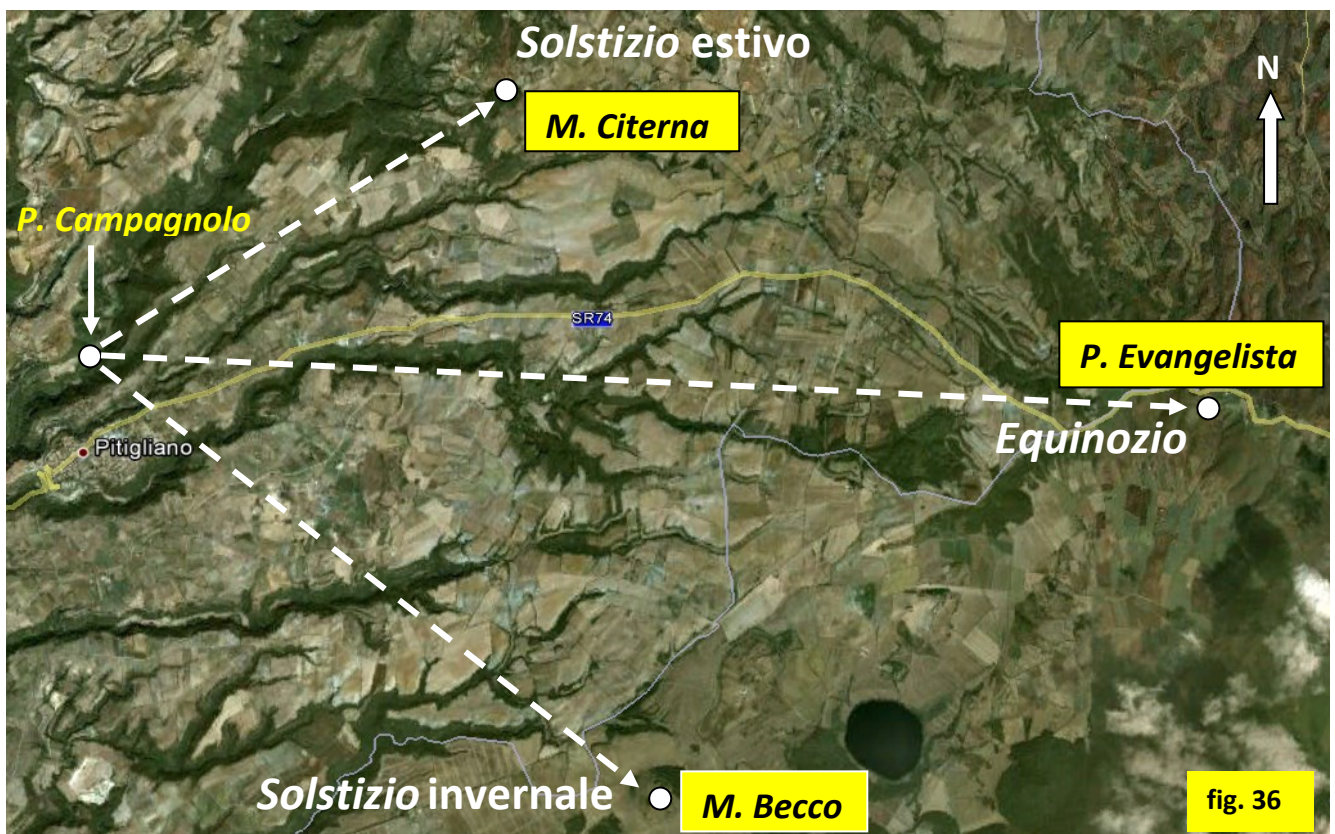 Solstizio estivo
N
M. Citerna
P. Campagnolo
SR74
P. Evangelista
Equinozio
Pitigliano
Solstizio invernale
M. Becco
fig. 36